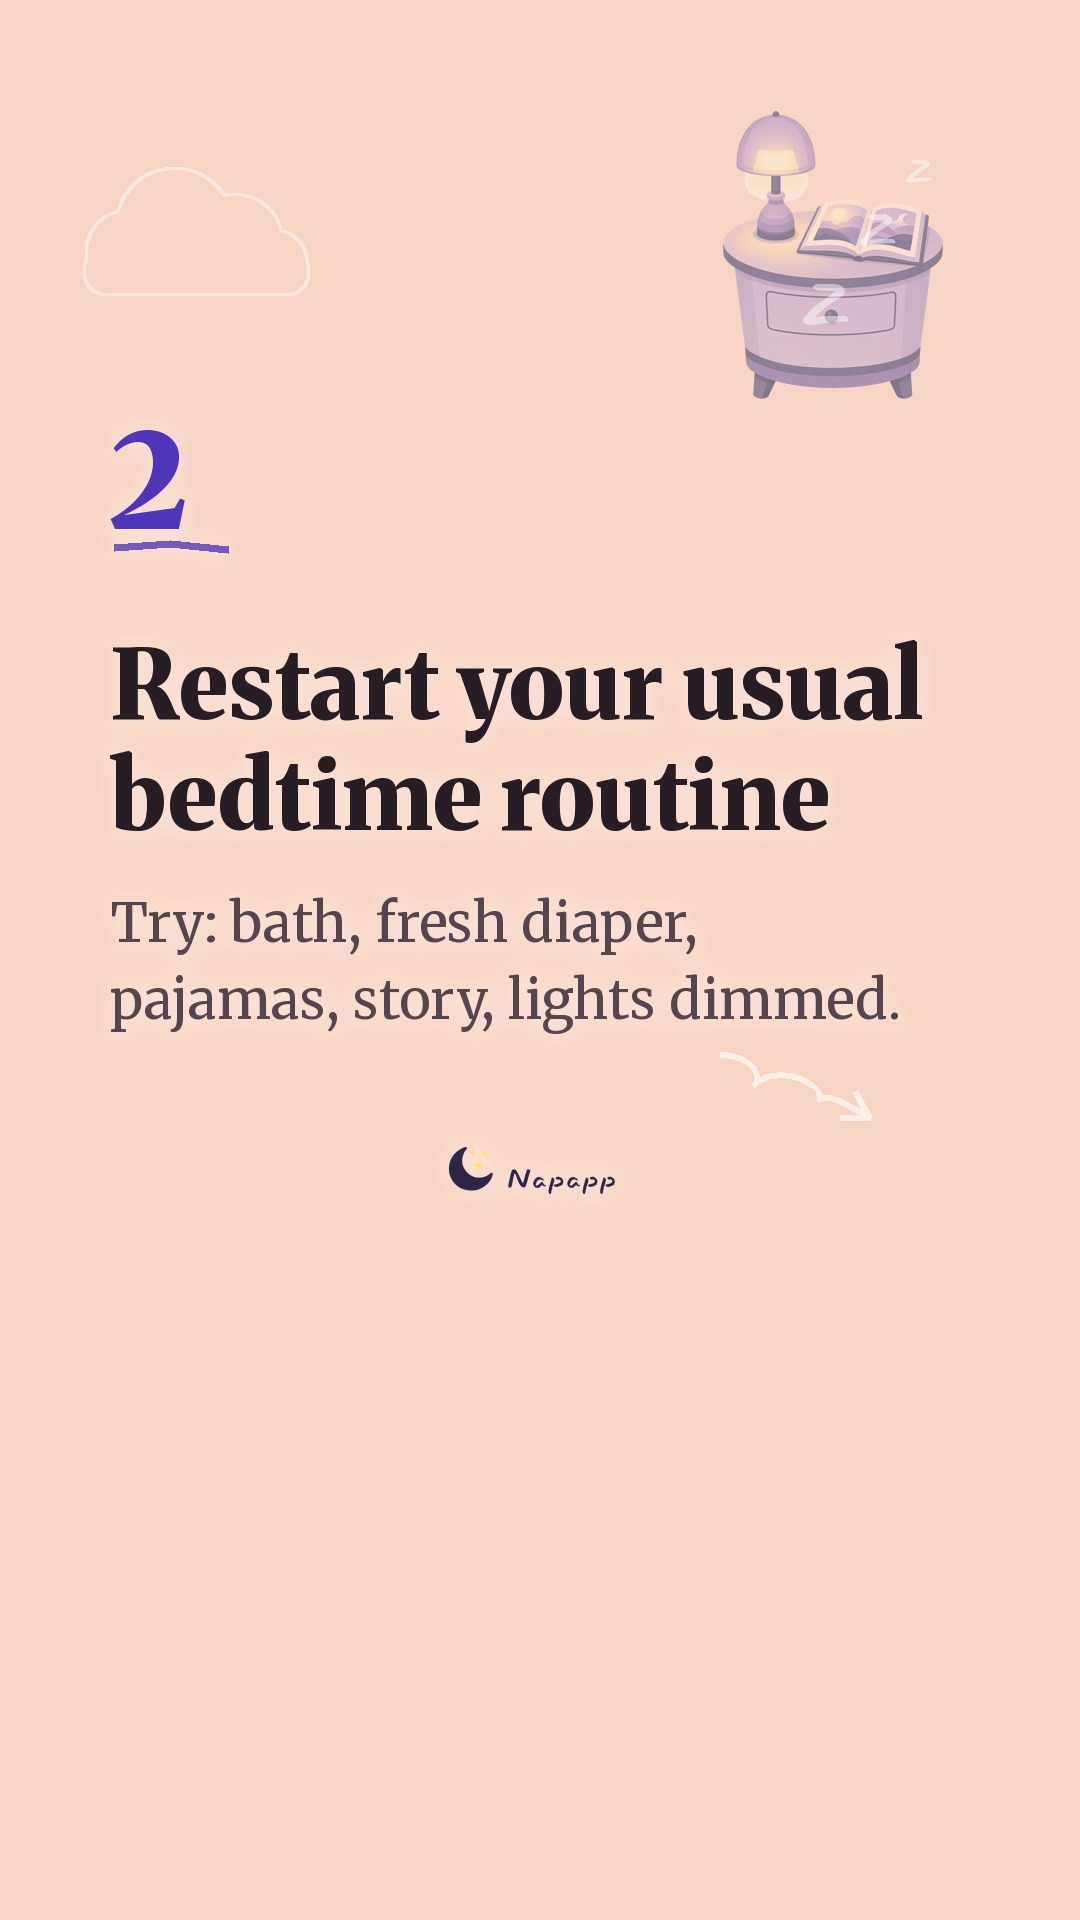 z
z
z
2
Restart your usual
bedtime routine
Try: bath, fresh diaper,
pajamas, story, lights dimmed.
Napapp